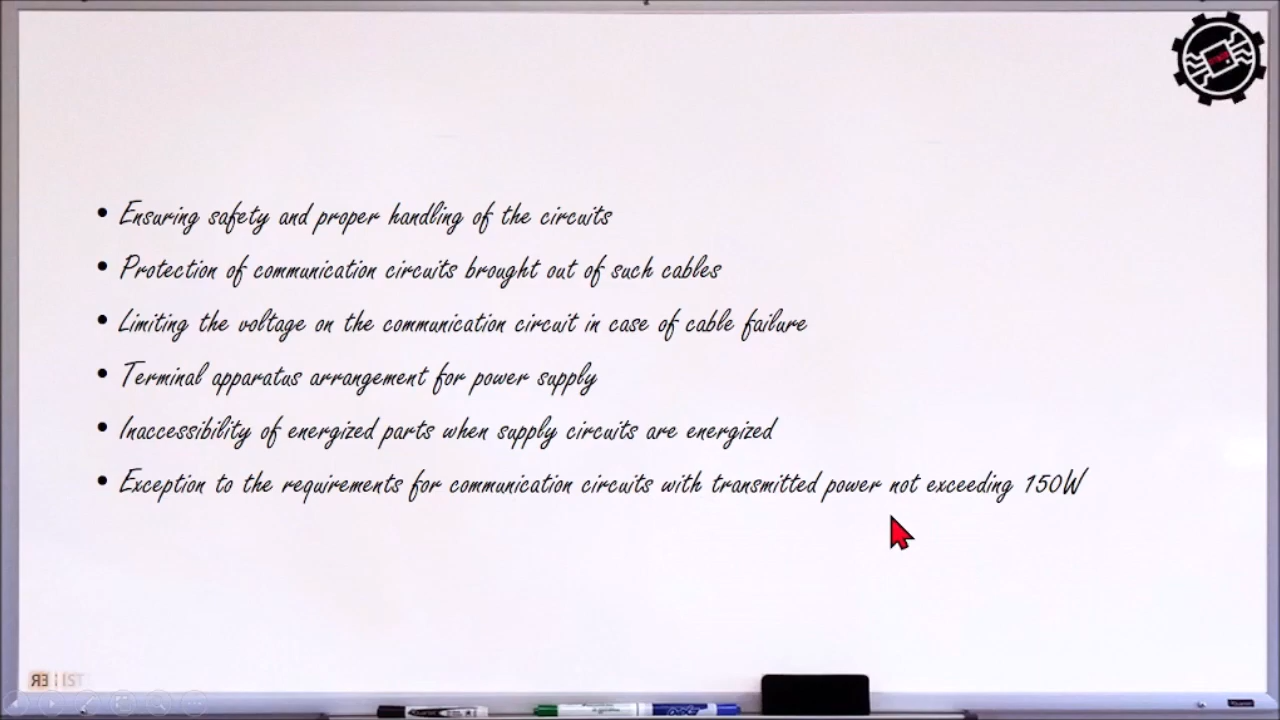 • Ensuring safety and proper handling of the circuits
• Protection of communication circuits brought out of such cables
• Limiting the voltage on the communication circuit in case of cable failure
• Terminal apparatus arrangement for power supply
• Inaccessibility of energized parts when supply circuits are energized
• Exception to the requirements for communication circuits with transmitted power not exceeding 150W